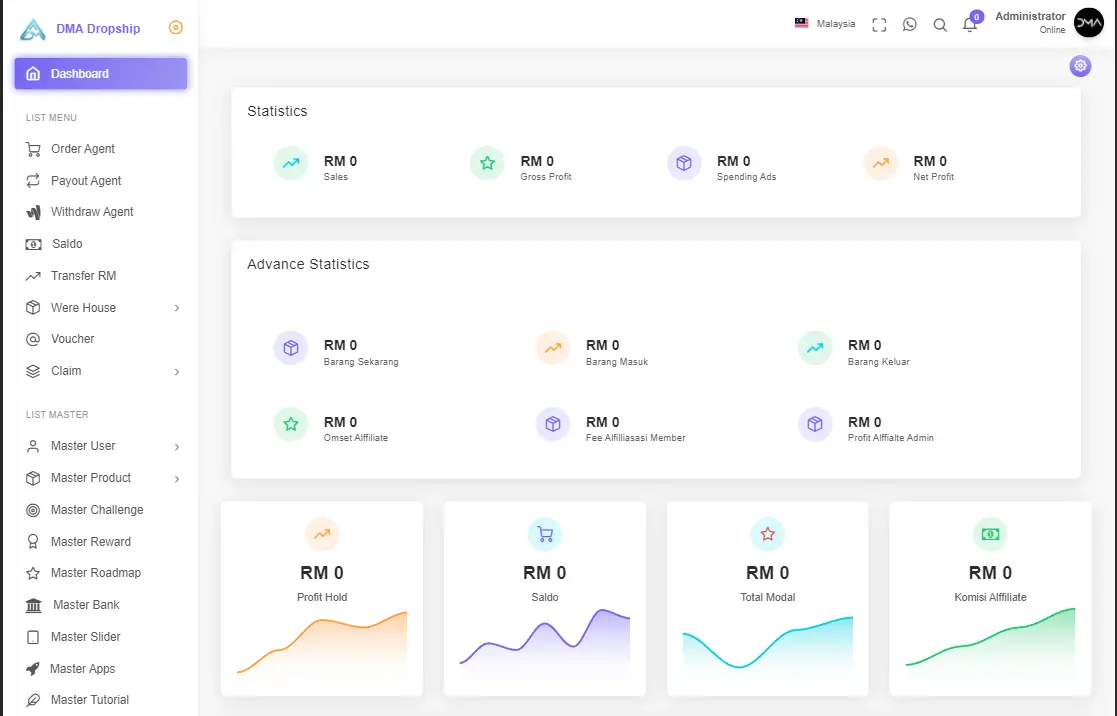 DMA Dropship
Malaysia
0
Administrator
Online
DMA
Dashboard
LIST MENU
Order Agent
Payout Agent
Withdraw Agent
Saldo
Transfer RM
Were House
Voucher
Claim
LIST MASTER
Master User
Master Product
Master Challenge
Master Reward
Master Roadmap
Master Bank
Master Slider
Master Apps
Master Tutorial
Statistics
RM 0
Sales
RM 0
Gross Profit
RM 0
Spending Ads
RM 0
Net Profit
Advance Statistics
RM 0
Barang Sekarang
RM 0
Barang Masuk
RM 0
Barang Keluar
RM 0
Omset Alffiliate
RM 0
Fee Alfilliasasi Member
RM 0
Profit Alffialte Admin
RM 0
Profit Hold
RM 0
Saldo
RM 0
Total Modal
RM 0
Komisi Alffiliate